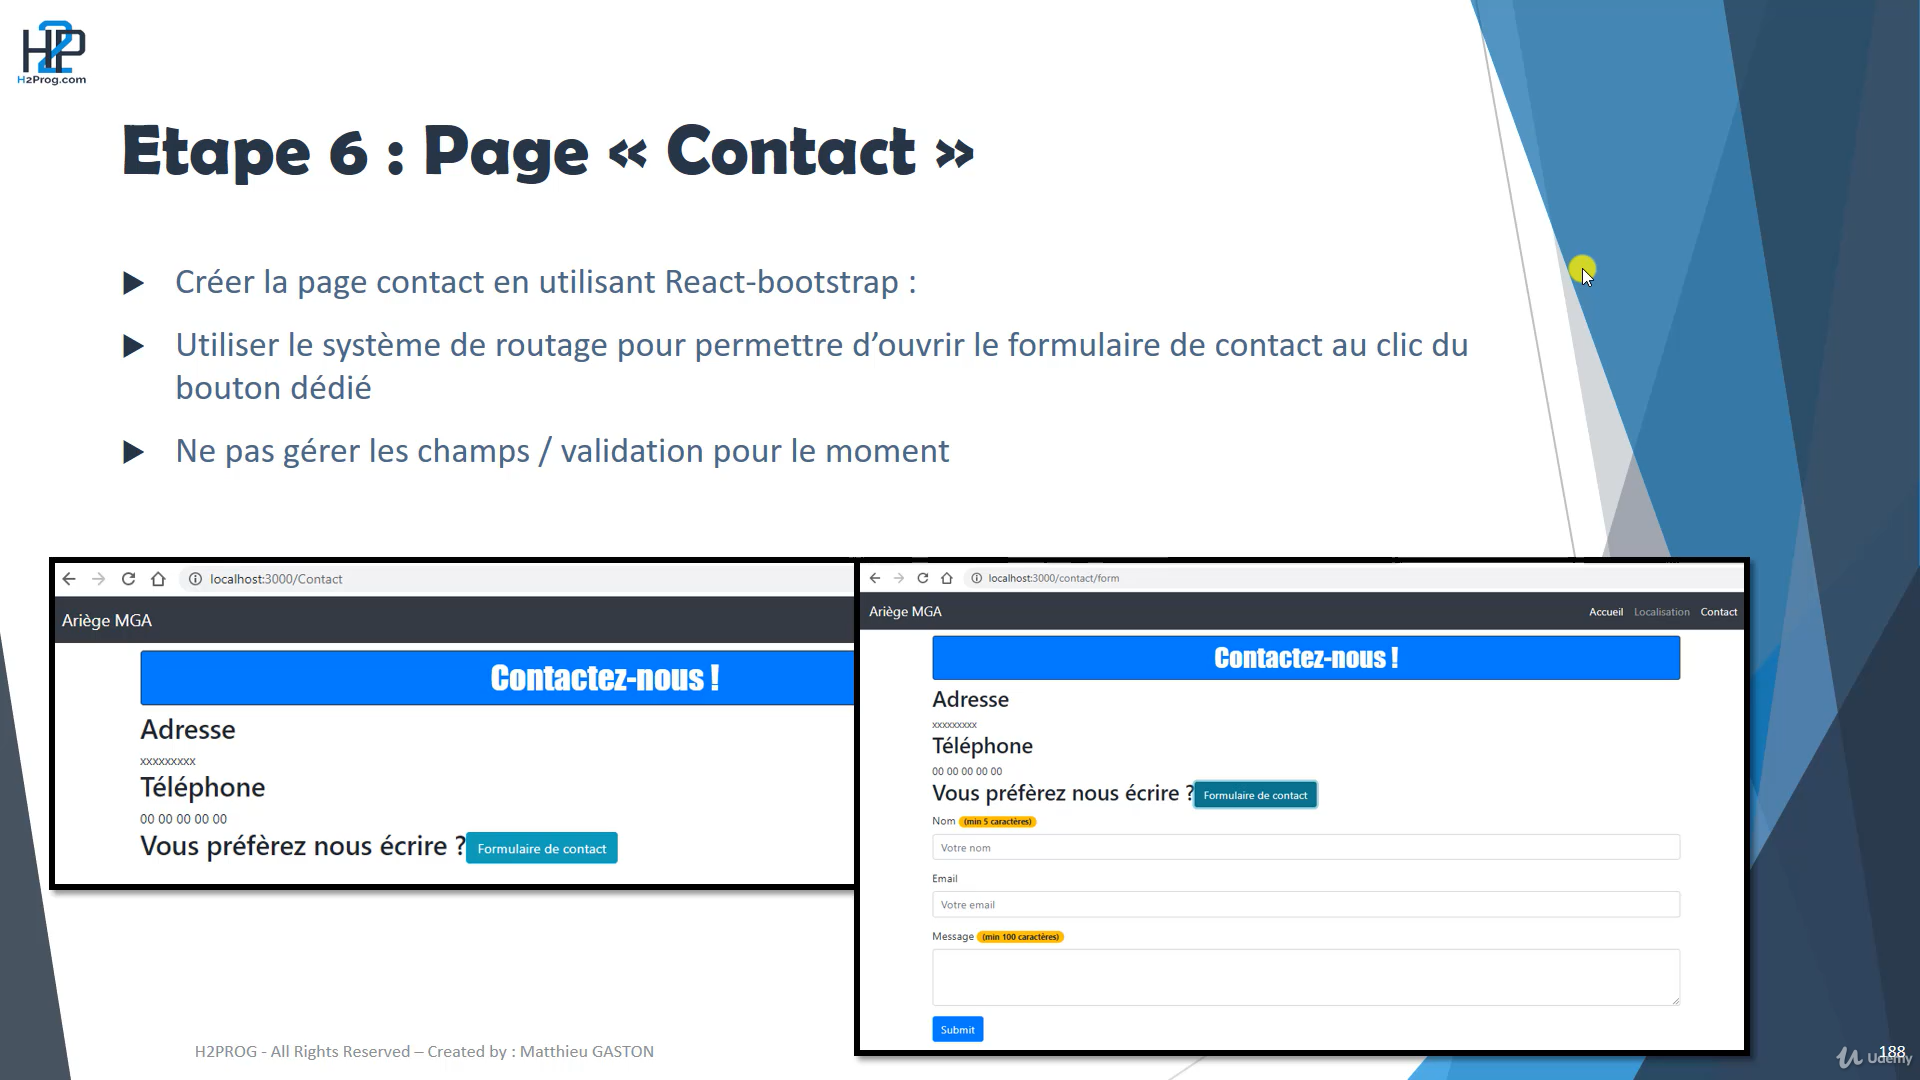 H2P
H2Prog.com
Etape 6 : Page « Contact »
Créer la page contact en utilisant React-bootstrap :
Utiliser le système de routage pour permettre d’ouvrir le formulaire de contact au clic du
bouton dédié
Ne pas gérer les champs / validation pour le moment
localhost:3000/Contact
Ariège MGA
Contactez-nous !
Adresse
xxxxxxxxx
Téléphone
00 00 00 00 00
Vous préfèrez nous écrire ? Formulaire de contact
localhost:3000/contact/form
Ariège MGA Accueil Localisation Contact
Contactez-nous !
Adresse
xxxxxxxxx
Téléphone
00 00 00 00 00
Vous préfèrez nous écrire ? Formulaire de contact
Nom (min 5 caractères)
Votre nom
Email
Votre email
Message (min 100 caractères)
Submit
H2PROG - All Rights Reserved – Created by : Matthieu GASTON
188
Udemy